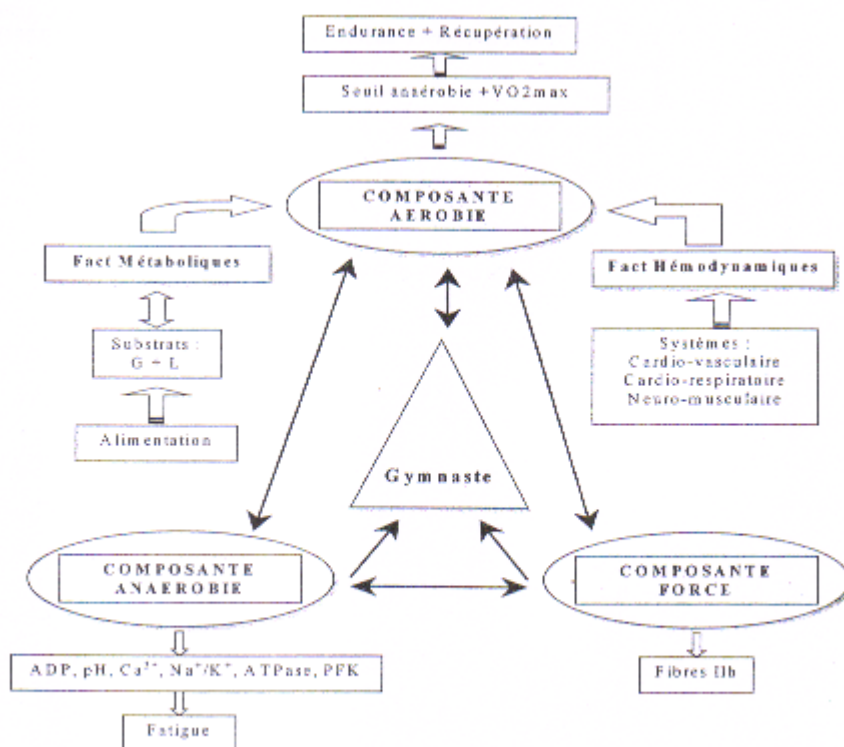 Endurance + Récupération
Seuil anaérobie +VO2max
COMPOSANTE
AEROBIE
Fact Métaboliques
Fact Hémodynamiques
Substrats :
G + L
Systèmes :
Cardio-vasculaire
Cardio-respiratoire
Neuro-musculaire
Alimentation
Gymnaste
COMPOSANTE
ANAEROBIE
COMPOSANTE
FORCE
ADP, pH, Ca²⁺, Na⁺/K⁺, ATPase, PFK
Fibres IIb
Fatigue